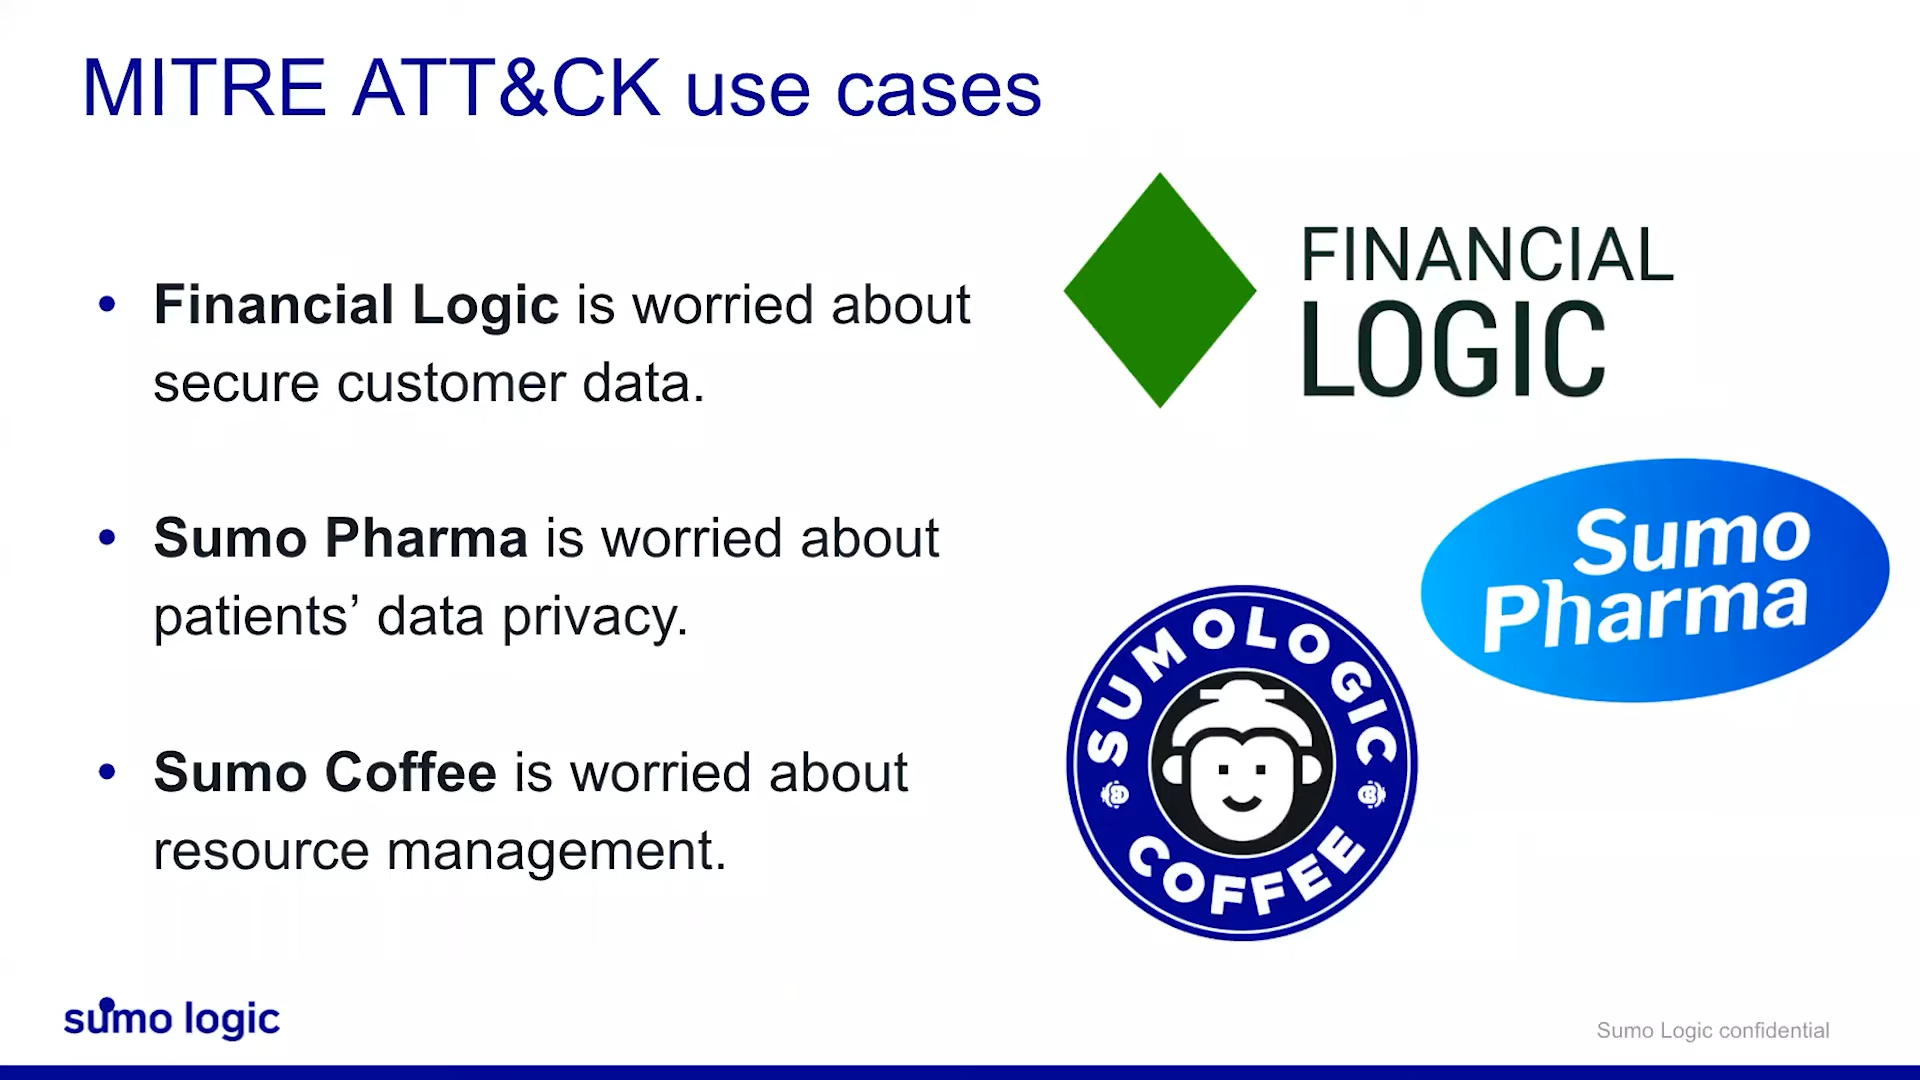 MITRE ATT&CK use cases
• Financial Logic is worried about
secure customer data.
• Sumo Pharma is worried about
patients’ data privacy.
• Sumo Coffee is worried about
resource management.
FINANCIAL
LOGIC
Sumo
Pharma
SUMOLOGIC
COFFEE
sumo logic
Sumo Logic confidential